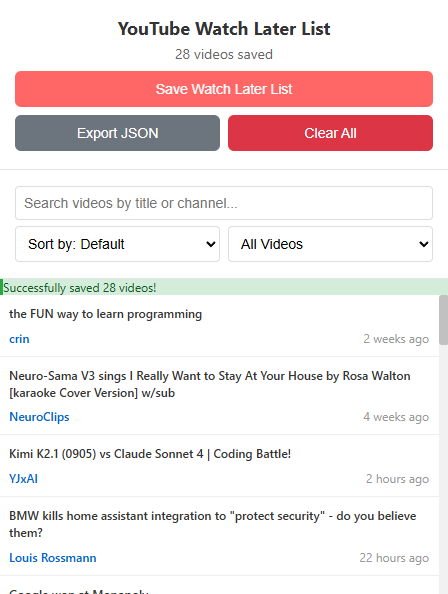 YouTube Watch Later List
28 videos saved
Save Watch Later List
Export JSON
Clear All
Search videos by title or channel...
Sort by: Default
All Videos
Successfully saved 28 videos!
the FUN way to learn programming
crin
2 weeks ago
Neuro-Sama V3 sings I Really Want to Stay At Your House by Rosa Walton
[karaoke Cover Version] w/sub
NeuroClips
4 weeks ago
Kimi K2.1 (0905) vs Claude Sonnet 4 | Coding Battle!
YJxAI
2 hours ago
BMW kills home assistant integration to "protect security" - do you believe
them?
Louis Rossmann
22 hours ago
Google won at Monopoly